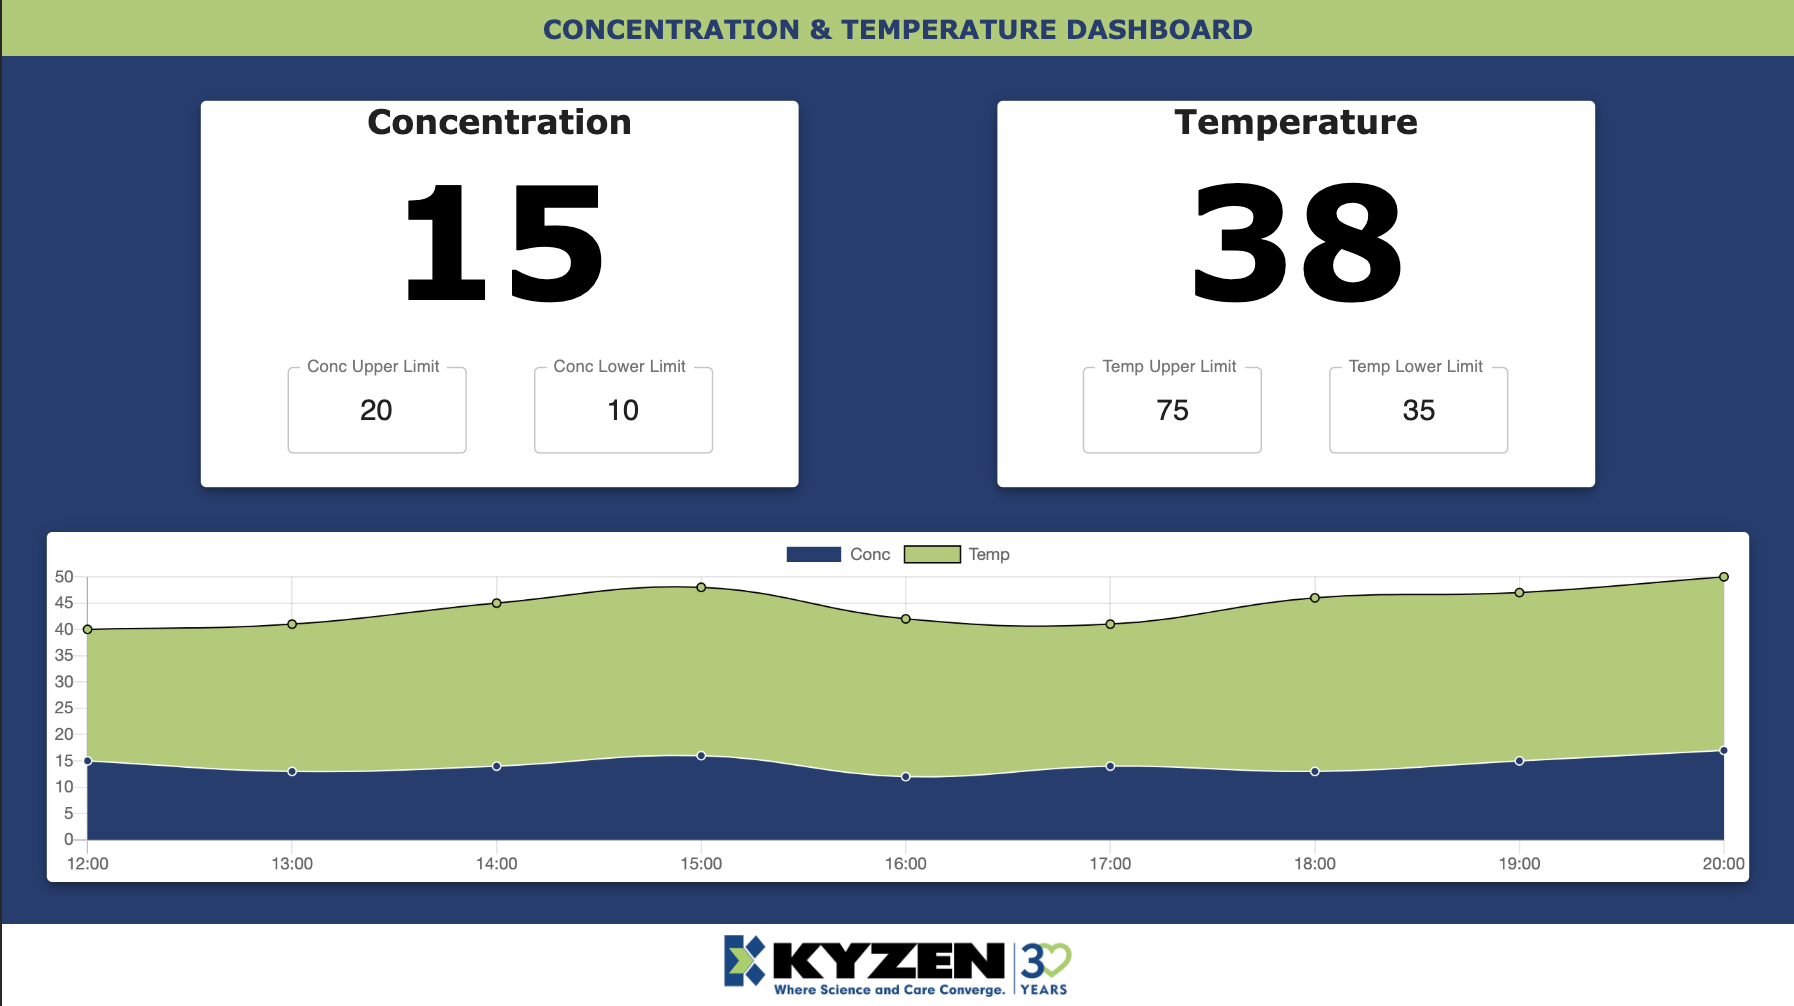 CONCENTRATION & TEMPERATURE DASHBOARD
Concentration
15
Conc Upper Limit
20
Conc Lower Limit
10
Temperature
38
Temp Upper Limit
75
Temp Lower Limit
35
Conc Temp
50
45
40
35
30
25
20
15
10
5
0
12:00 13:00 14:00 15:00 16:00 17:00 18:00 19:00 20:00
KYZEN
Where Science and Care Converge.
30
YEARS